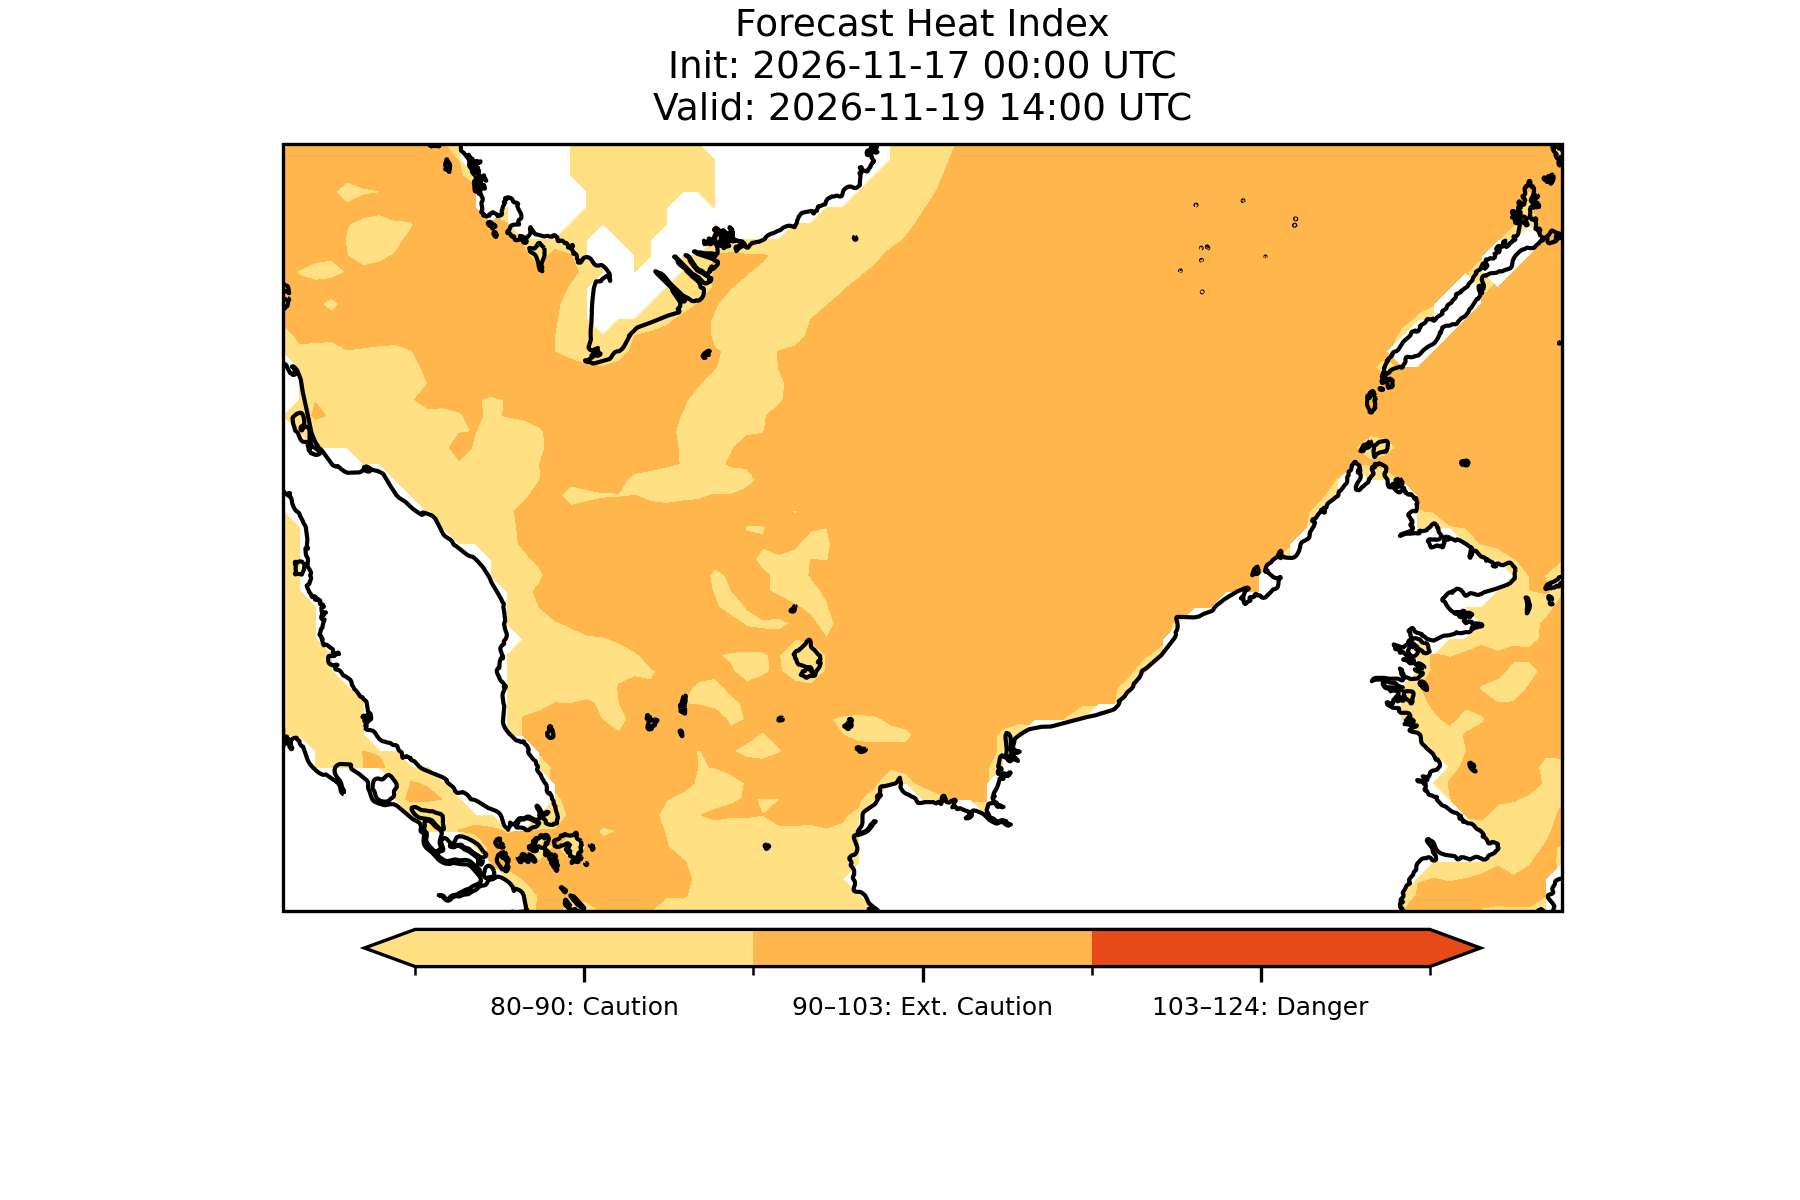 Forecast Heat Index
Init: 2026-11-17 00:00 UTC
Valid: 2026-11-19 14:00 UTC
80–90: Caution
90–103: Ext. Caution
103–124: Danger